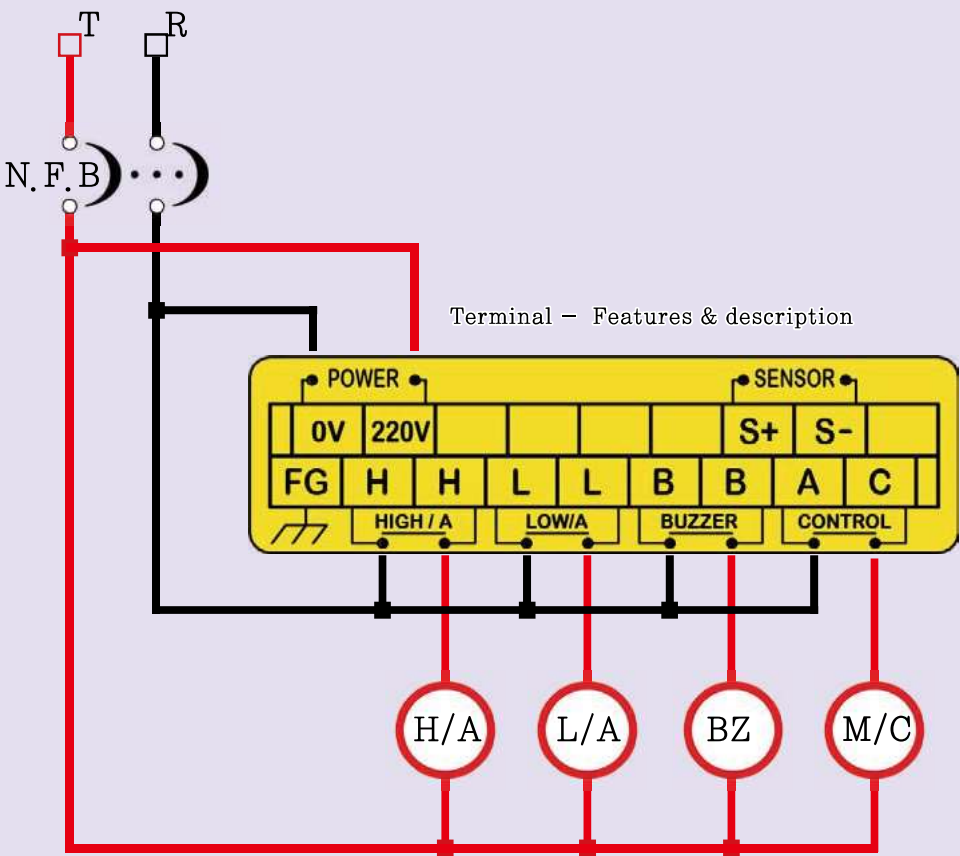 T R
N.F.B
Terminal - Features & description
POWER SENSOR
0V 220V S+ S-
FG H H L L B B A C
HIGH / A LOW/A BUZZER CONTROL
H/A L/A BZ M/C